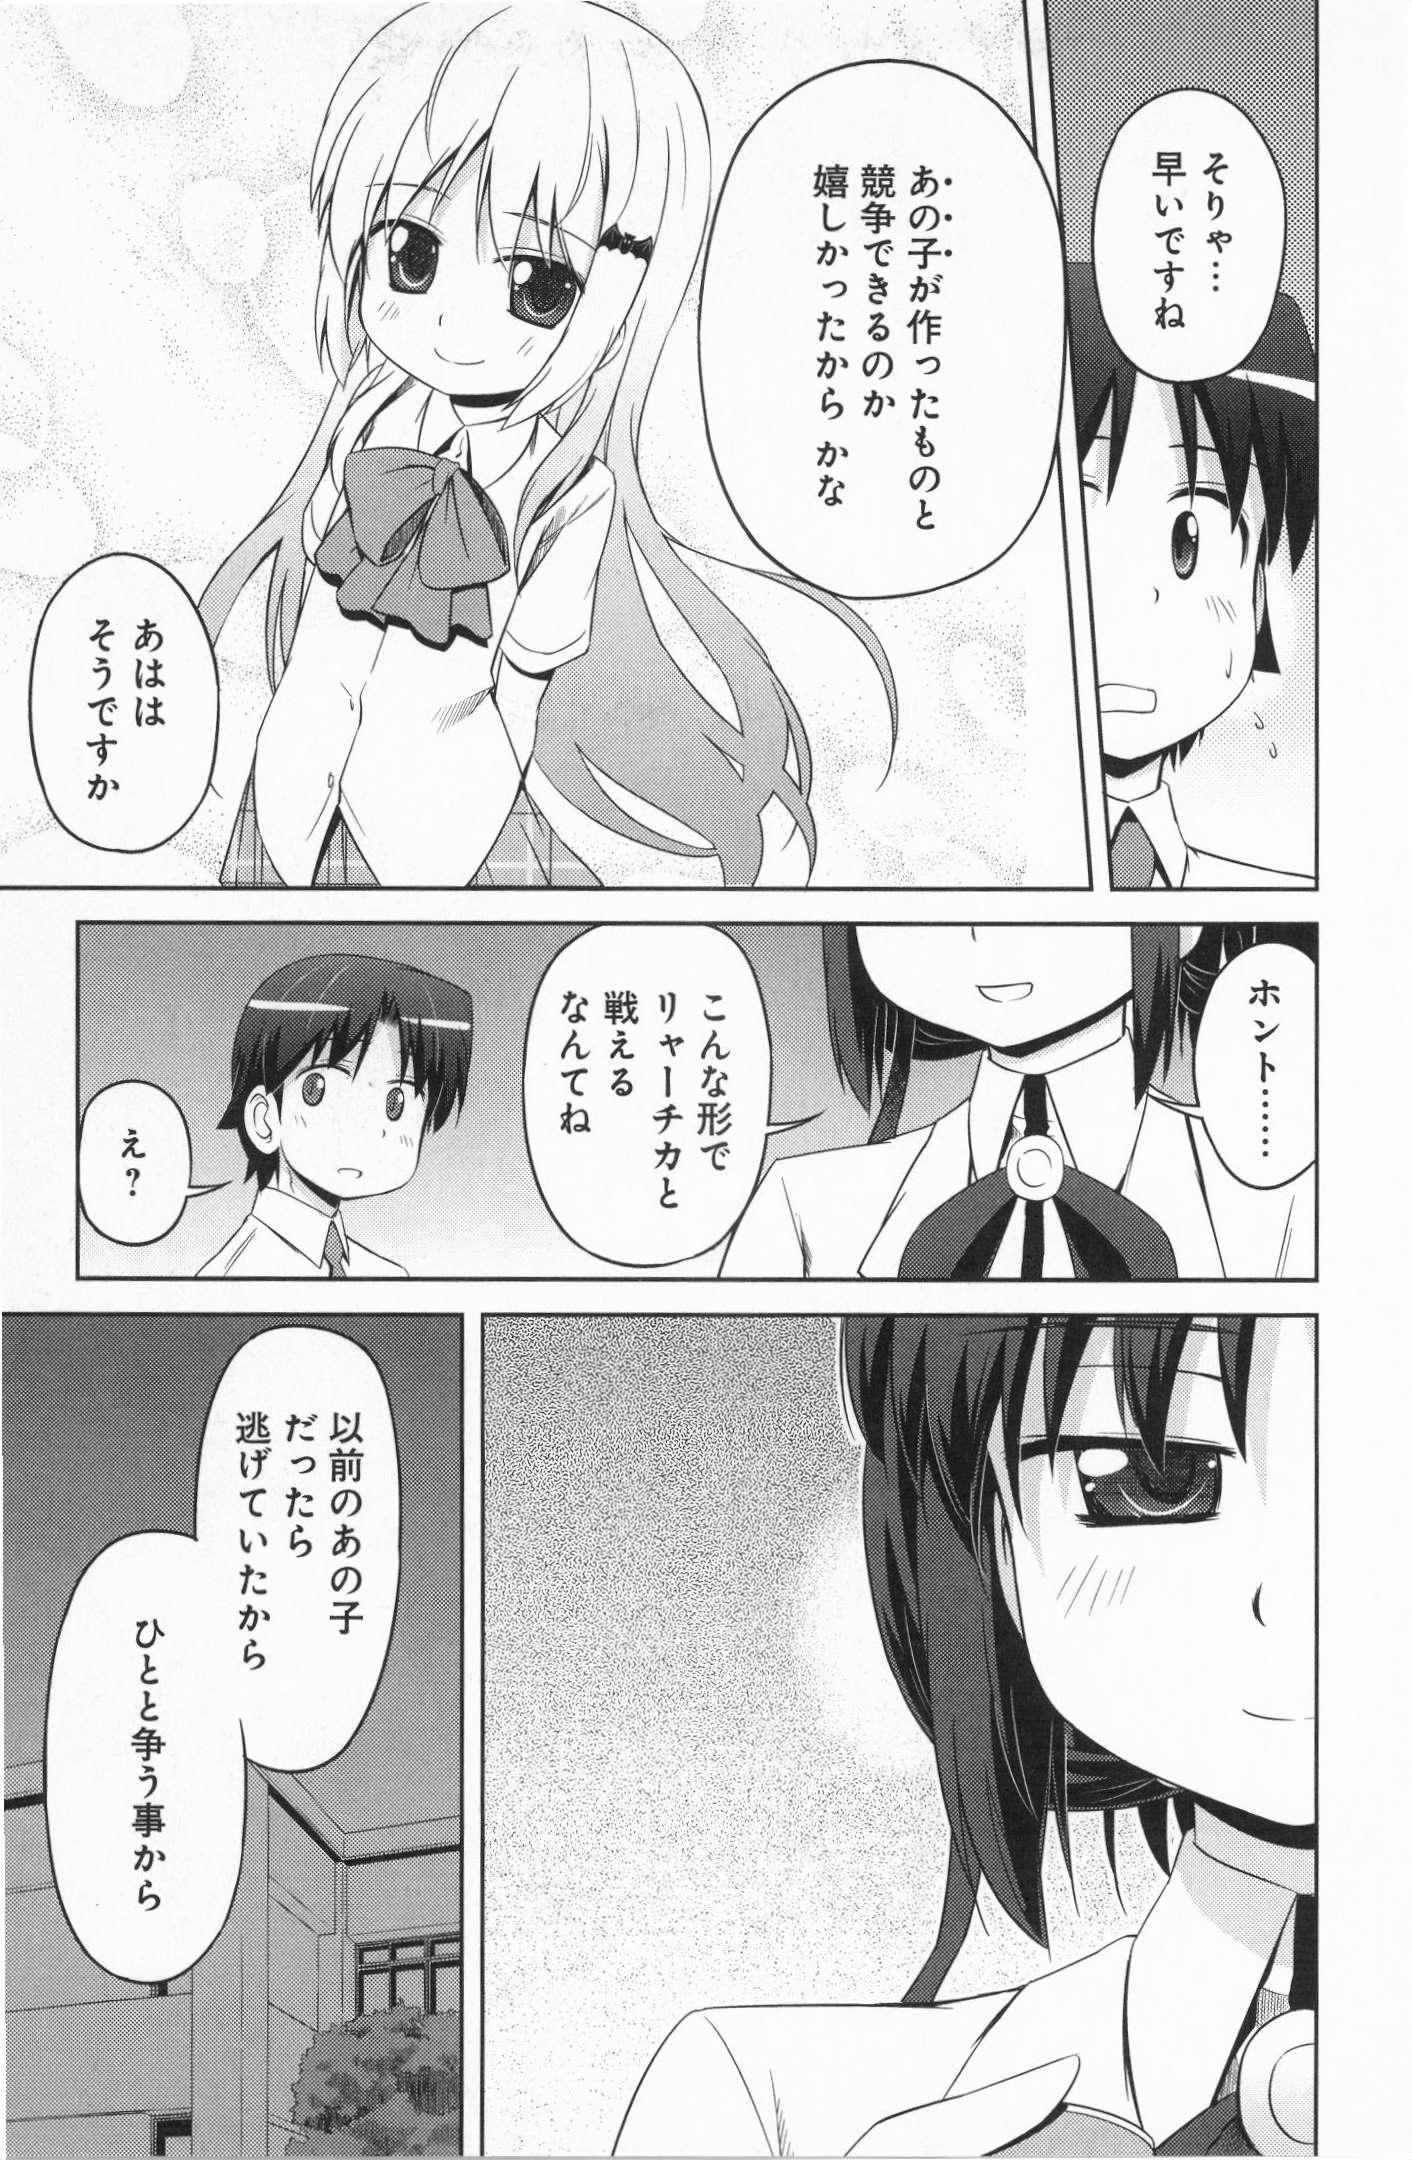 そりゃ…
早いですね
あの子が作ったものと
競争できるのか
嬉しかったから かな
あはは
そうですか
ホント……
こんな形で
リャーチカと
戦える
なんてね
え？
以前のあの子
だったら
逃げていたから
ひとと争う事から